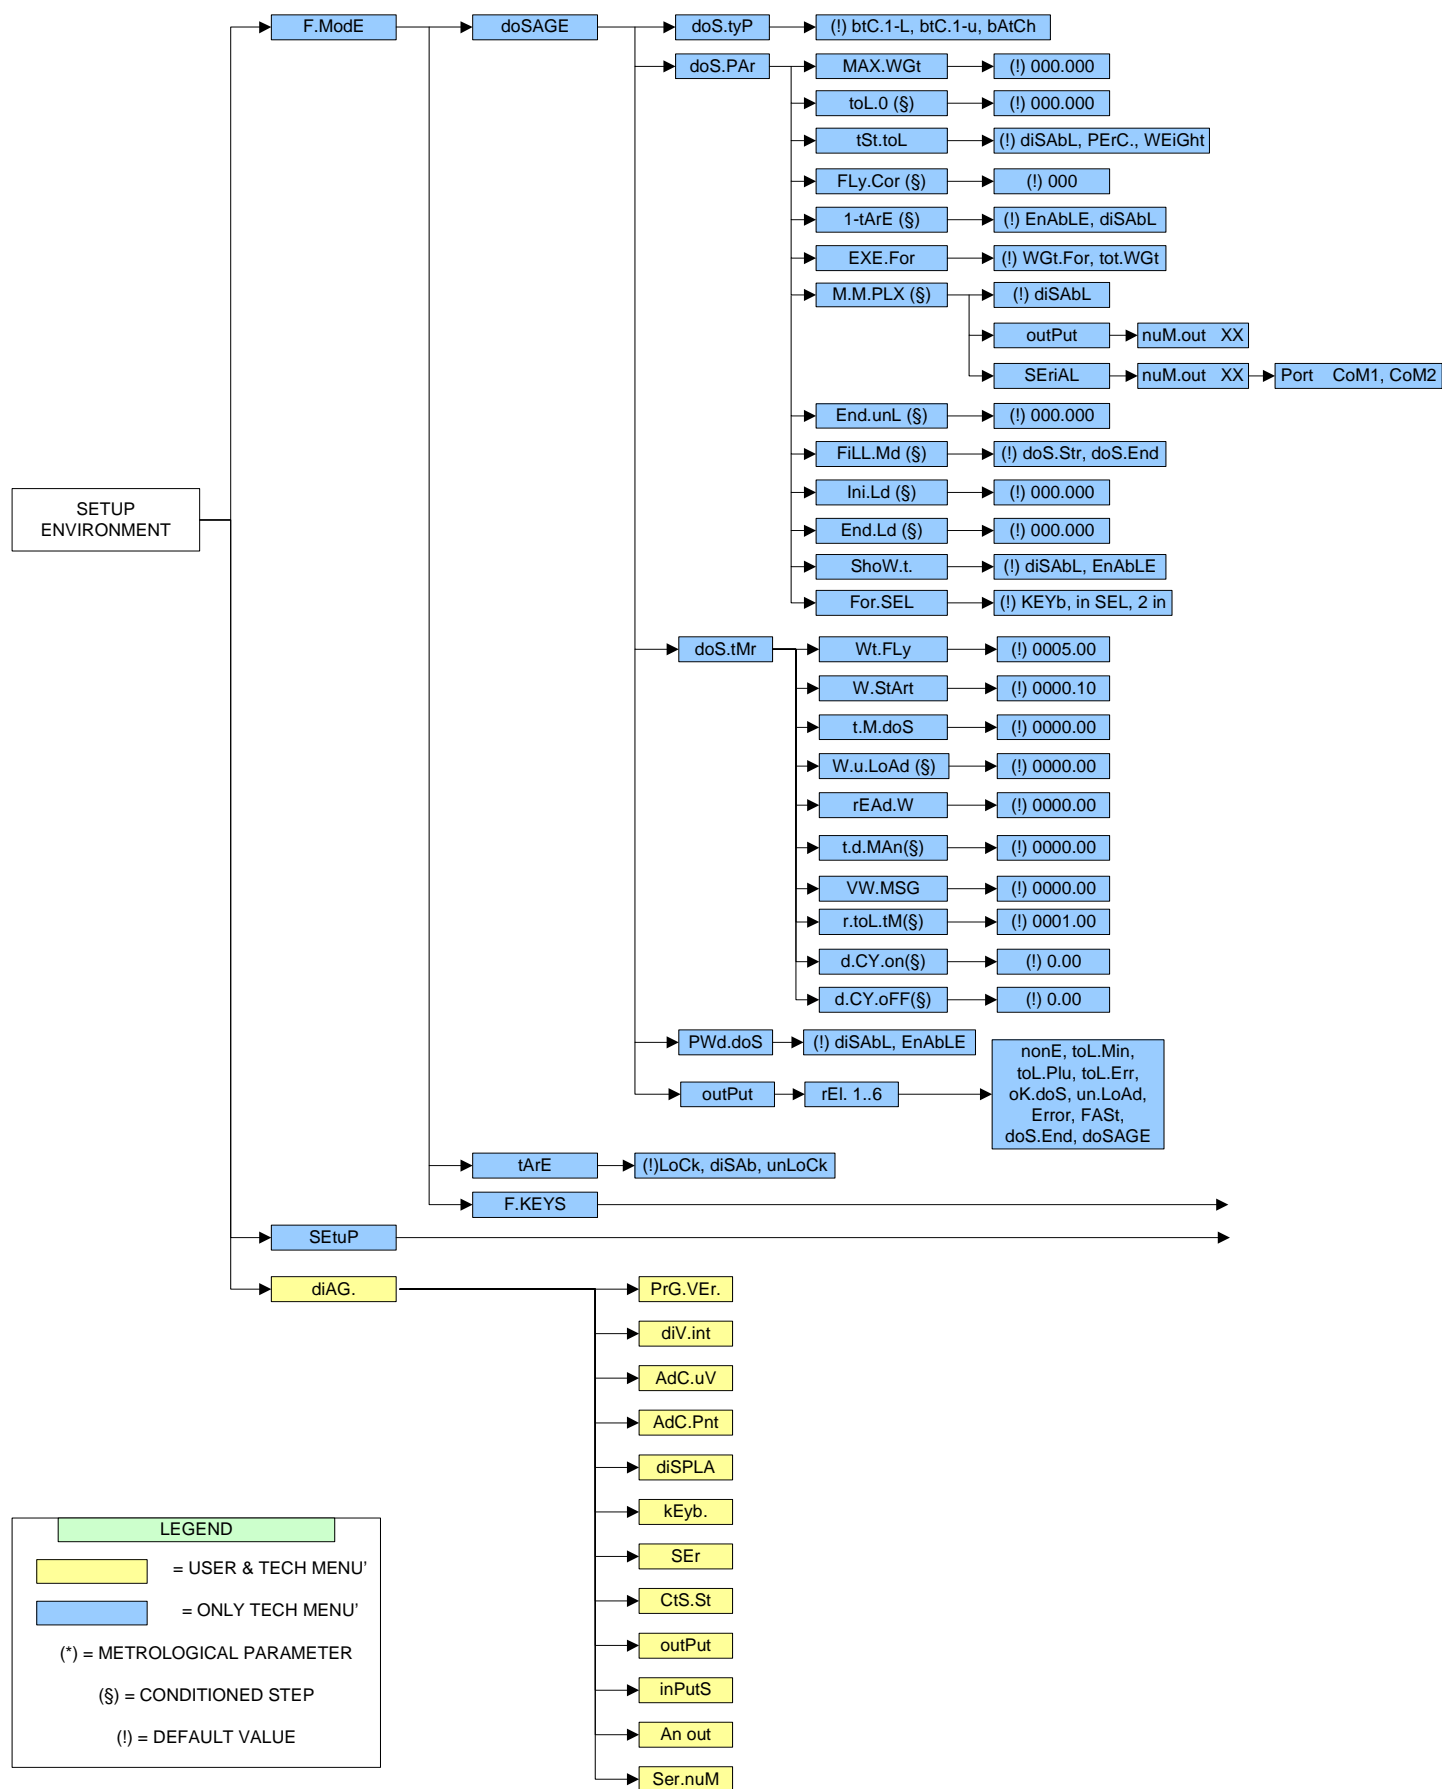 F.ModE
doSAGE
doS.tyP
(!) btC.1-L, btC.1-u, bAtCh
doS.PAr
MAX.WGt
(!) 000.000
toL.0 (§)
(!) 000.000
tSt.toL
(!) diSAbL, PErC., WEiGht
FLy.Cor (§)
(!) 000
1-tArE (§)
(!) EnAbLE, diSAbL
EXE.For
(!) WGt.For, tot.WGt
M.M.PLX (§)
(!) diSAbL
outPut
nuM.out XX
SEriAL
nuM.out XX
Port CoM1, CoM2
End.unL (§)
(!) 000.000
FiLL.Md (§)
(!) doS.Str, doS.End
Ini.Ld (§)
(!) 000.000
End.Ld (§)
(!) 000.000
ShoW.t.
(!) diSAbL, EnAbLE
For.SEL
(!) KEYb, in SEL, 2 in
SETUP
ENVIRONMENT
doS.tMr
Wt.FLy
(!) 0005.00
W.StArt
(!) 0000.10
t.M.doS
(!) 0000.00
W.u.LoAd (§)
(!) 0000.00
rEAd.W
(!) 0000.00
t.d.MAn(§)
(!) 0000.00
VW.MSG
(!) 0000.00
r.toL.tM(§)
(!) 0001.00
d.CY.on(§)
(!) 0.00
d.CY.oFF(§)
(!) 0.00
PWd.doS
(!) diSAbL, EnAbLE
outPut
rEl. 1..6
nonE, toL.Min,
toL.Plu, toL.Err,
oK.doS, un.LoAd,
Error, FASt,
doS.End, doSAGE
tArE
(!)LoCk, diSAb, unLoCk
F.KEYS
SEtuP
diAG.
PrG.VEr.
diV.int
AdC.uV
AdC.Pnt
diSPLA
kEyb.
SEr
CtS.St
outPut
inPutS
An out
Ser.nuM
LEGEND
= USER & TECH MENU'
= ONLY TECH MENU'
(*) = METROLOGICAL PARAMETER
(§) = CONDITIONED STEP
(!) = DEFAULT VALUE